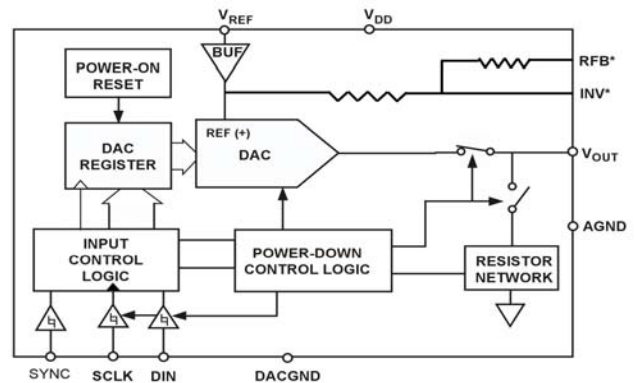 VREF
VDD
BUF
RFB*
POWER-ON
RESET
INV*
REF (+)
DAC
REGISTER
DAC
VOUT
AGND
INPUT
CONTROL
LOGIC
POWER-DOWN
CONTROL LOGIC
RESISTOR
NETWORK
SYNC
SCLK
DIN
DACGND